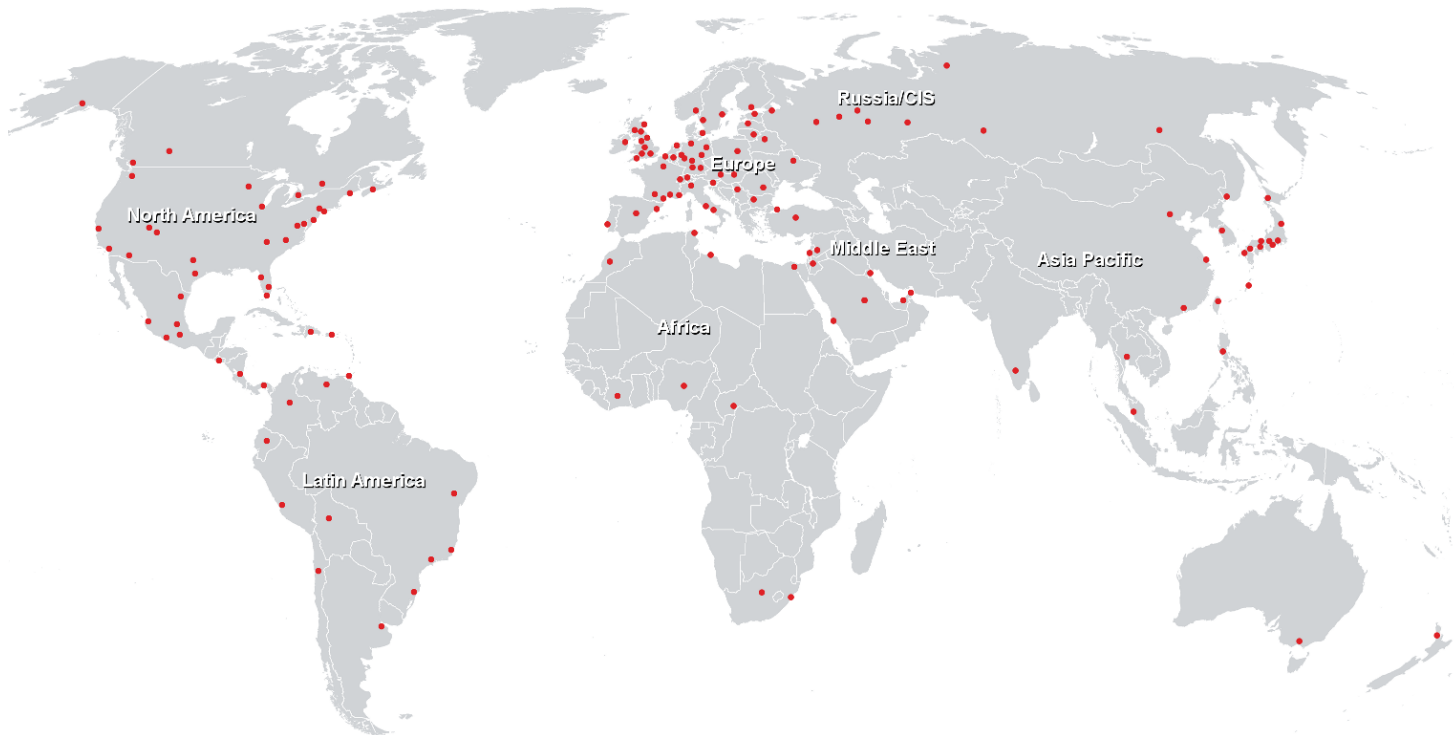 Russia/CIS
Europe
North America
Middle East
Asia Pacific
Africa
Latin America